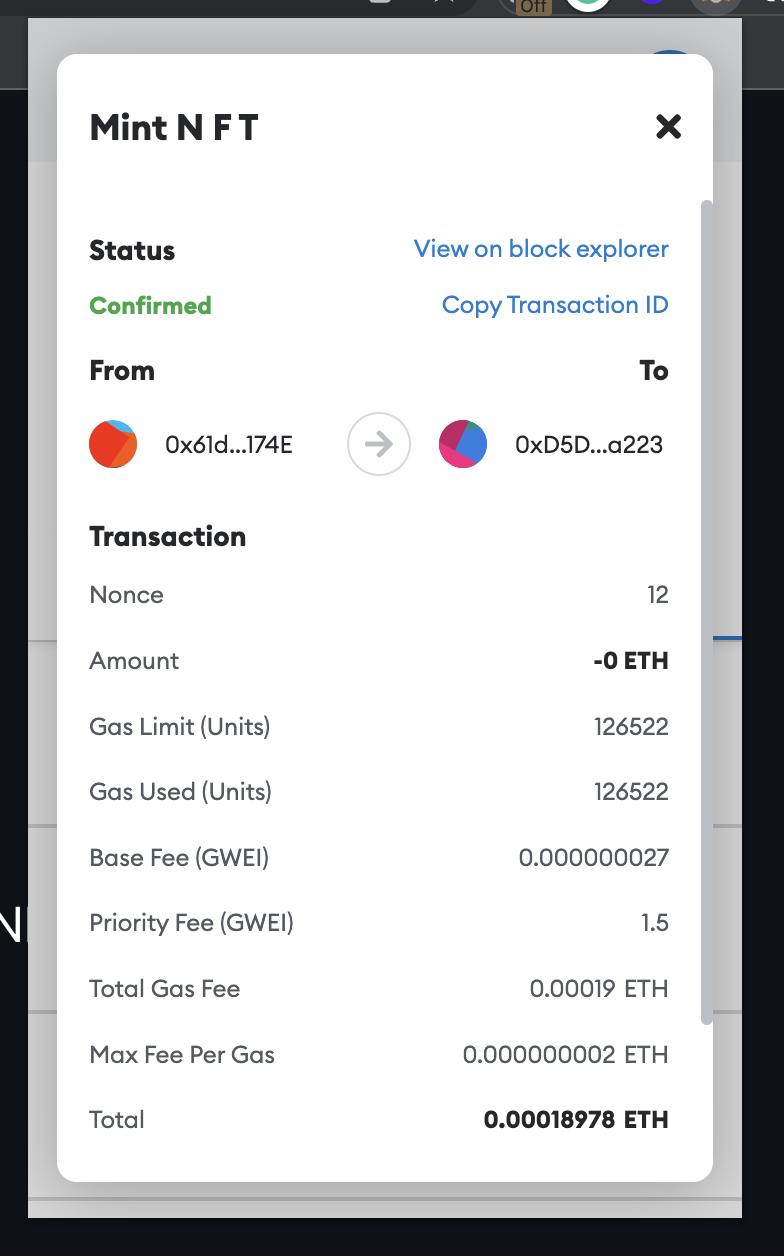 Off
Mint N F T
Status
View on block explorer
Confirmed
Copy Transaction ID
From
To
0x61d...174E
0xD5D...a223
Transaction
Nonce 12
Amount -0 ETH
Gas Limit (Units) 126522
Gas Used (Units) 126522
Base Fee (GWEI) 0.000000027
Priority Fee (GWEI) 1.5
Total Gas Fee 0.00019 ETH
Max Fee Per Gas 0.000000002 ETH
Total 0.00018978 ETH